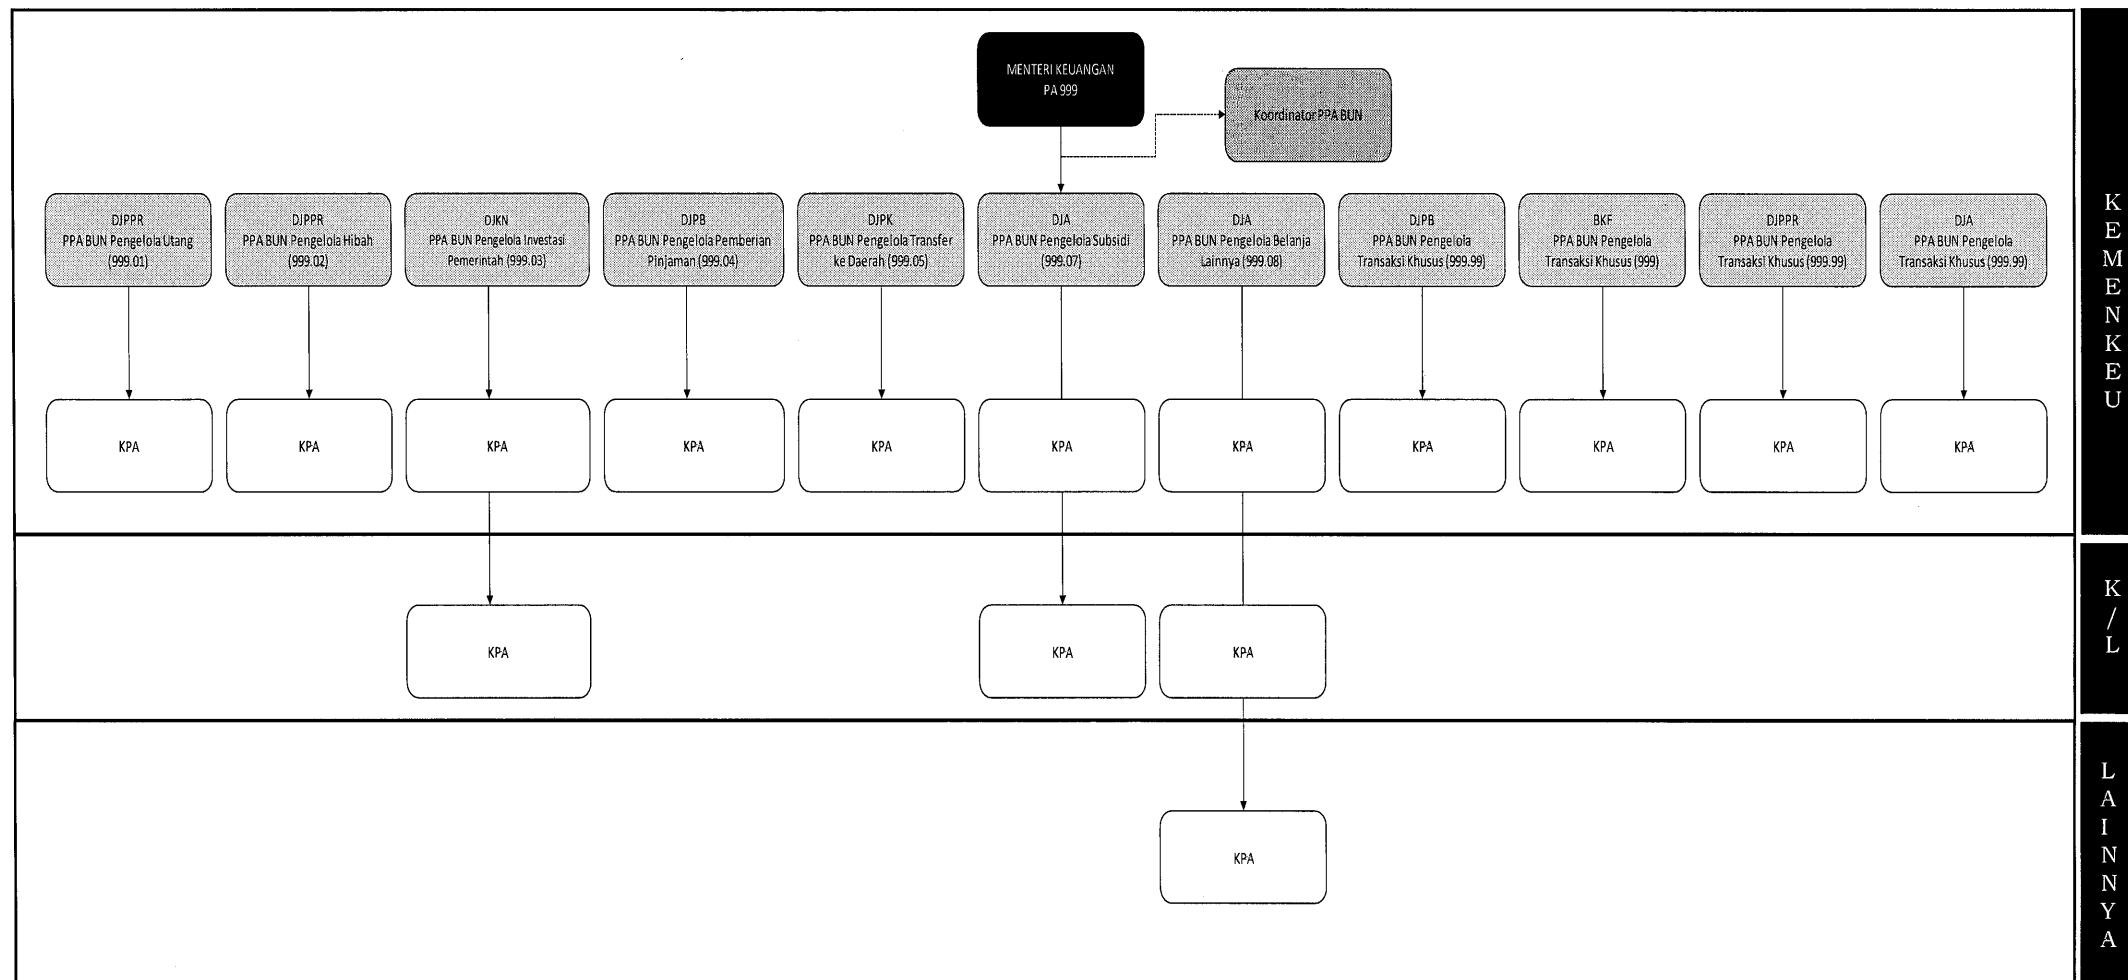 MENTERI KEUANGAN
PA 999
Koordinator PPA BUN
DJPPR
PPA BUN Pengelola Utang
(999.01)
DJPPR
PPA BUN Pengelola Hibah
(999.02)
DJKN
PPA BUN Pengelola Investasi
Pemerintah (999.03)
DJPB
PPA BUN Pengelola Pemberian
Pinjaman (999.04)
DJPK
PPA BUN Pengelola Transfer
ke Daerah (999.05)
DJA
PPA BUN Pengelola Subsidi
(999.07)
DJA
PPA BUN Pengelola Belanja
Lainnya (999.08)
DJPB
PPA BUN Pengelola
Transaksi Khusus (999.99)
BKF
PPA BUN Pengelola
Transaksi Khusus (999)
DJPPR
PPA BUN Pengelola
Transaksi Khusus (999.99)
DJA
PPA BUN Pengelola
Transaksi Khusus (999.99)
KPA
KPA
KPA
KPA
KPA
KPA
KPA
KPA
KPA
KPA
KPA
KEMENKEU
KPA
KPA
KPA
K/L
KPA
LAINNYA